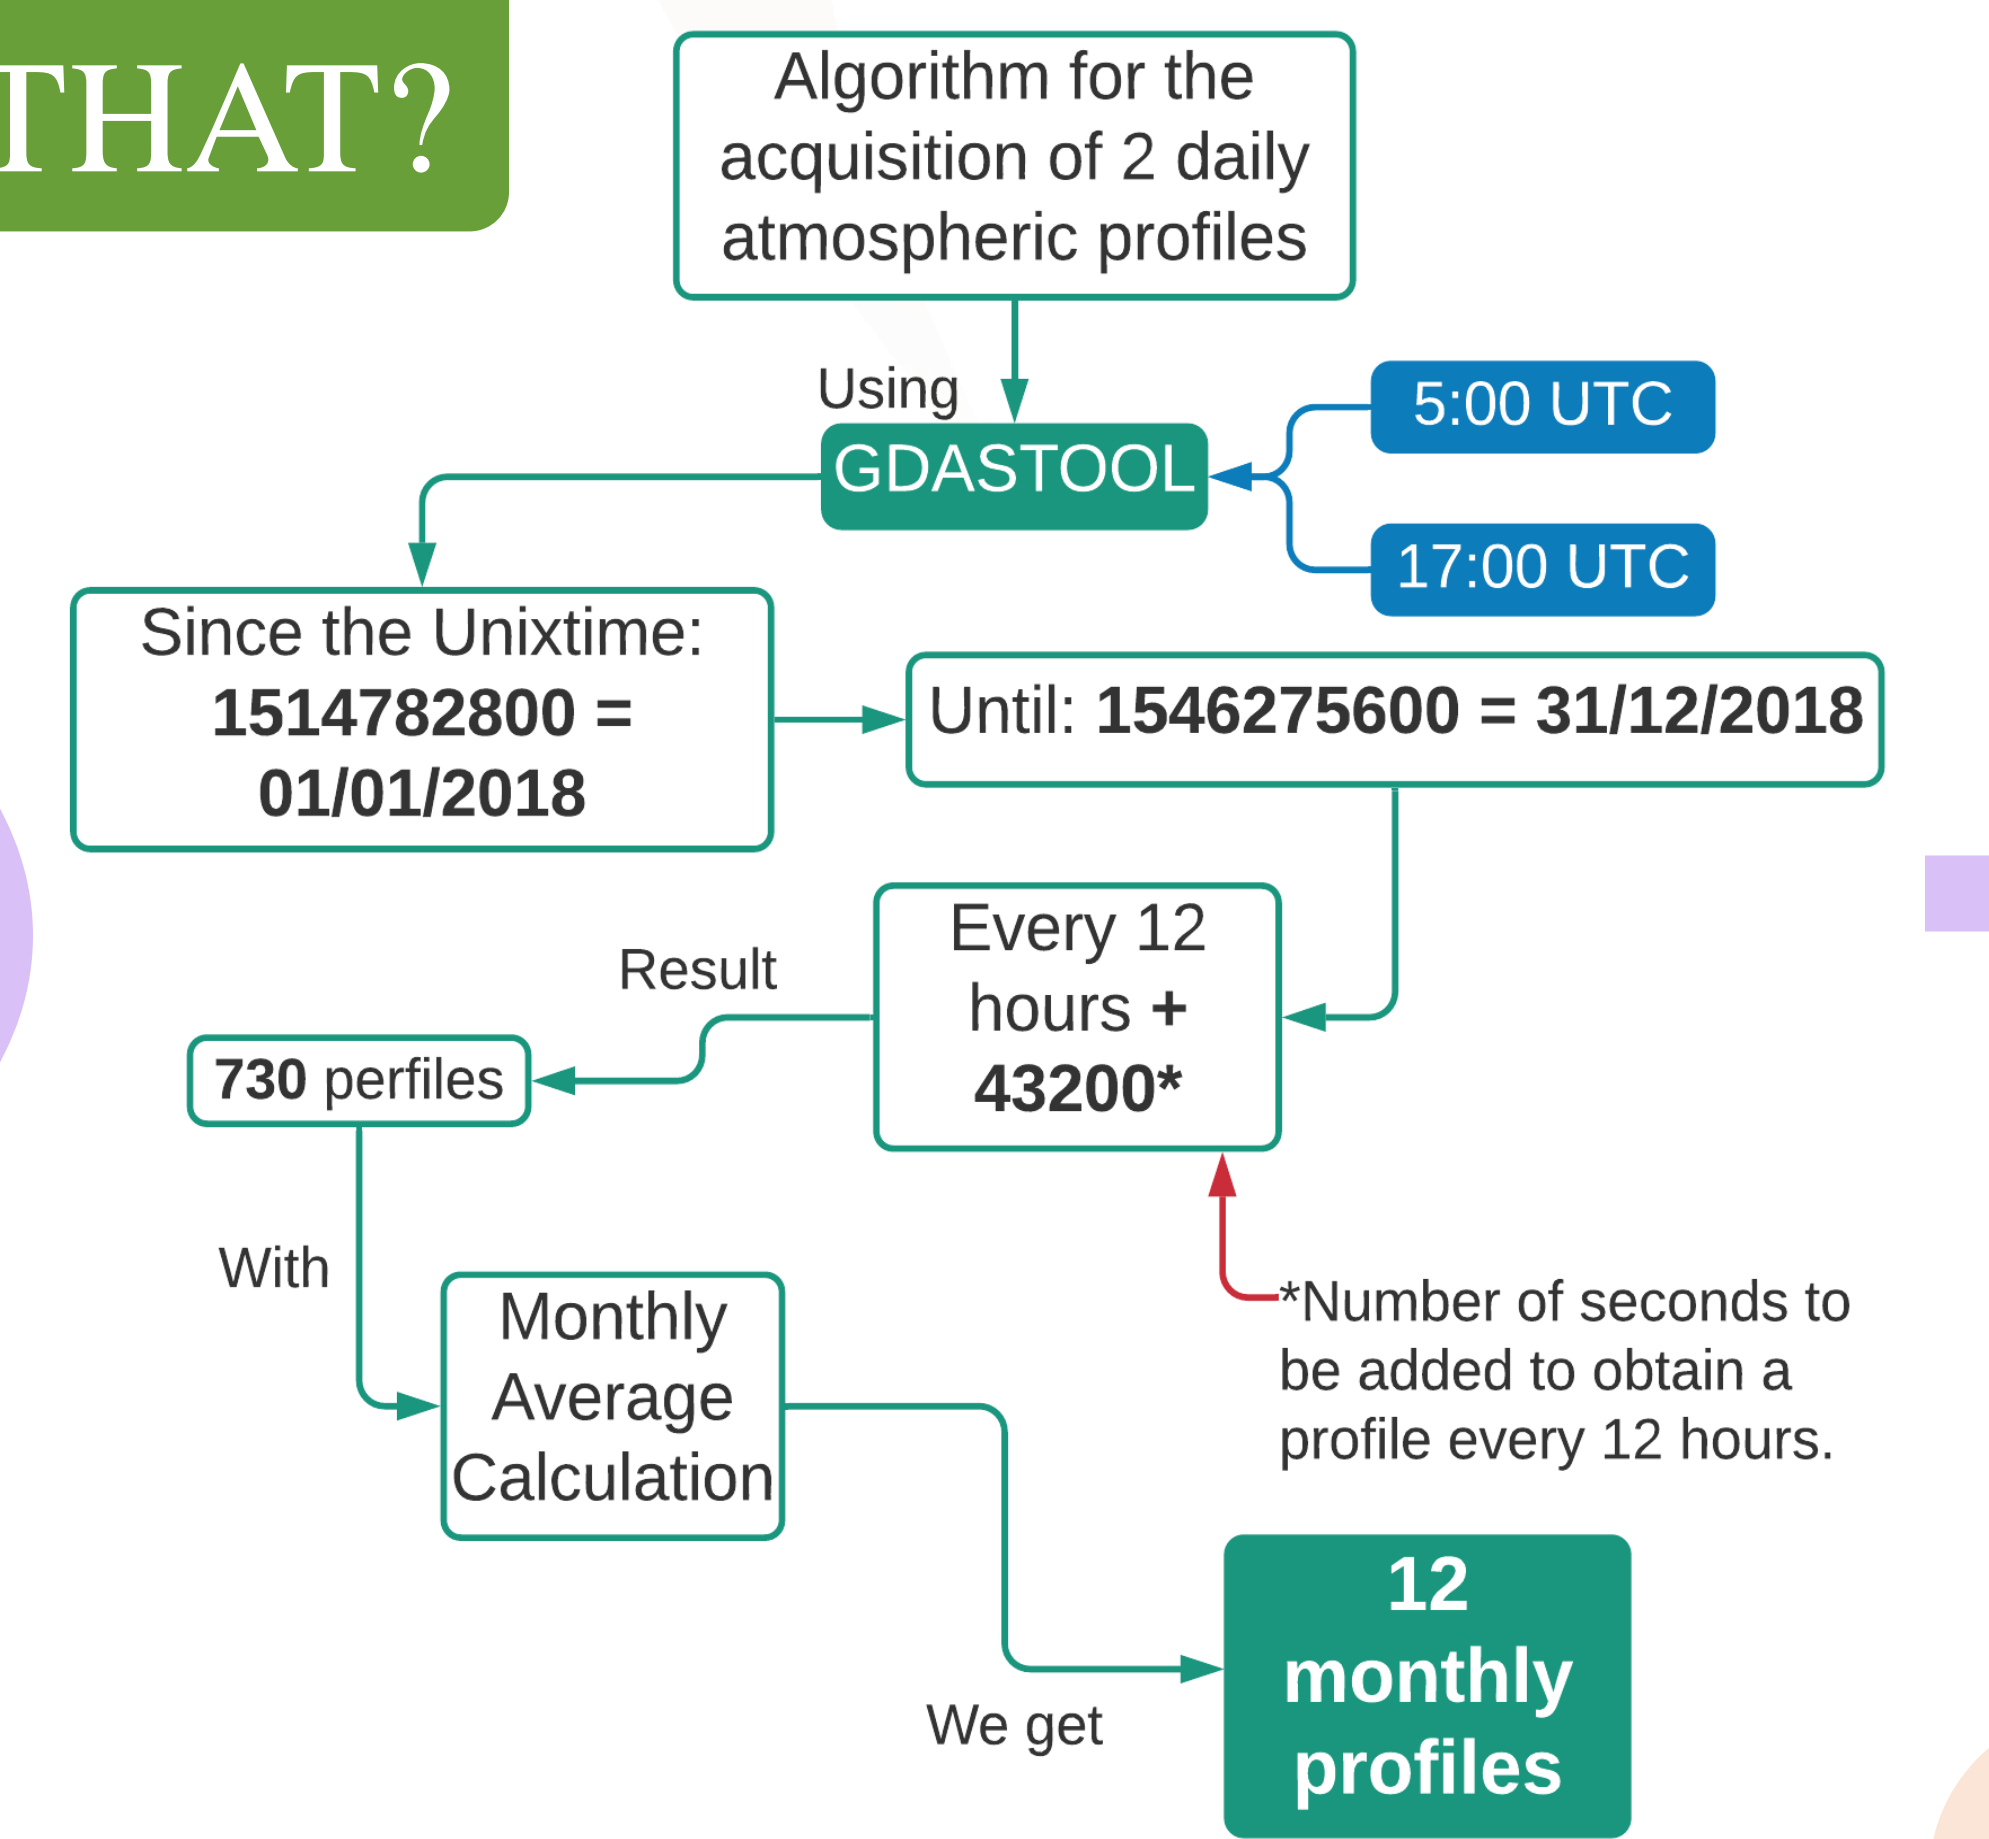 THAT?
Algorithm for the
acquisition of 2 daily
atmospheric profiles
Using
GDASTOOL
5:00 UTC
17:00 UTC
Since the Unixtime:
1514782800 =
01/01/2018
Until: 1546275600 = 31/12/2018
Every 12
hours +
43200*
Result
730 perfiles
With
Monthly
Average
Calculation
*Number of seconds to
be added to obtain a
profile every 12 hours.
We get
12
monthly
profiles